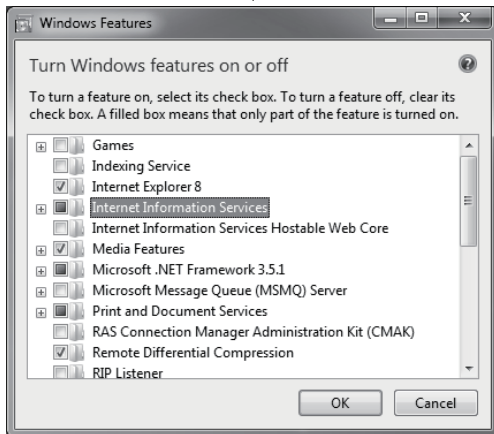 Windows Features
Turn Windows features on or off
To turn a feature on, select its check box. To turn a feature off, clear its
check box. A filled box means that only part of the feature is turned on.
Games
Indexing Service
Internet Explorer 8
Internet Information Services
Internet Information Services Hostable Web Core
Media Features
Microsoft .NET Framework 3.5.1
Microsoft Message Queue (MSMQ) Server
Print and Document Services
RAS Connection Manager Administration Kit (CMAK)
Remote Differential Compression
RIP Listener
OK
Cancel